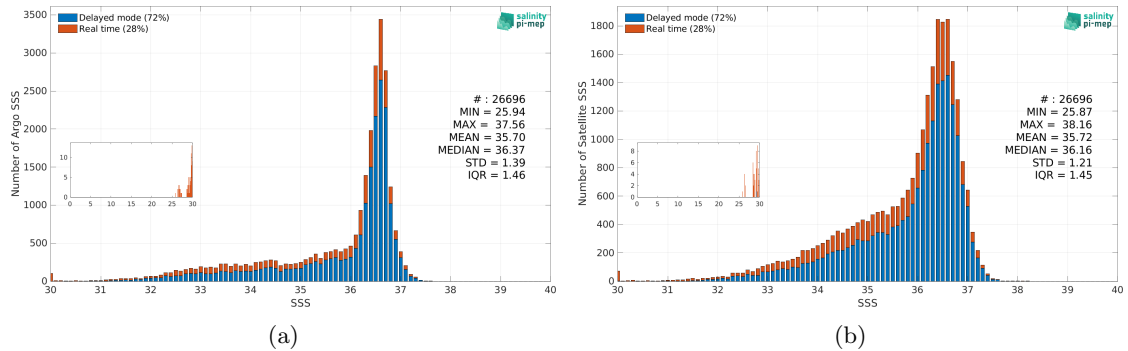 Delayed mode (72%)
Real time (28%)
salinity
pi-mep
3500
3000
2500
2000
1500
1000
500
0
Number of Argo SSS
# : 26696
MIN = 25.94
MAX = 37.56
MEAN = 35.70
MEDIAN = 36.37
STD = 1.39
IQR = 1.46
10
5
0
0 5 10 15 20 25 30
30 31 32 33 34 35 36 37 38 39 40
SSS
(a)
Delayed mode (72%)
Real time (28%)
salinity
pi-mep
1800
1600
1400
1200
1000
800
600
400
200
0
Number of Satellite SSS
# : 26696
MIN = 25.87
MAX = 38.16
MEAN = 35.72
MEDIAN = 36.16
STD = 1.21
IQR = 1.45
8
6
4
2
0
0 5 10 15 20 25 30
30 31 32 33 34 35 36 37 38 39 40
SSS
(b)